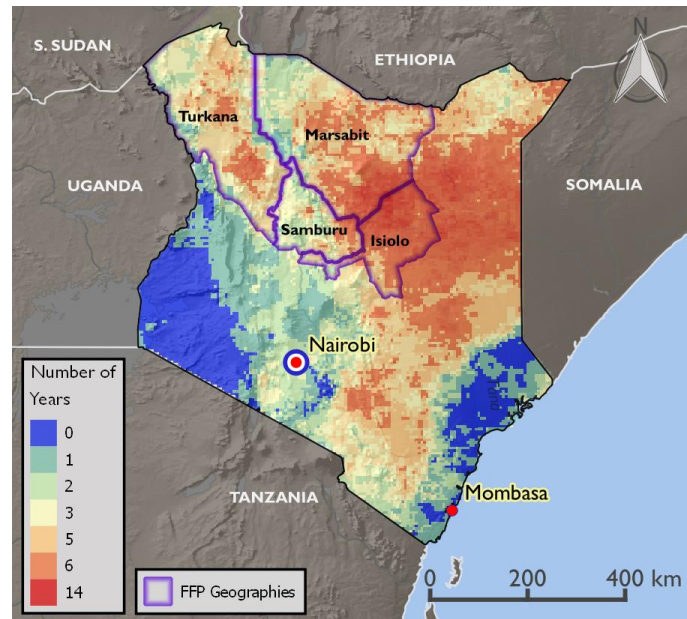 S. SUDAN
ETHIOPIA
N
Turkana
Marsabit
UGANDA
SOMALIA
Samburu
Isiolo
Nairobi
Number of
Years
0
1
2
3
5
6
14
TANZANIA
Mombasa
FFP Geographies
0 200 400 km